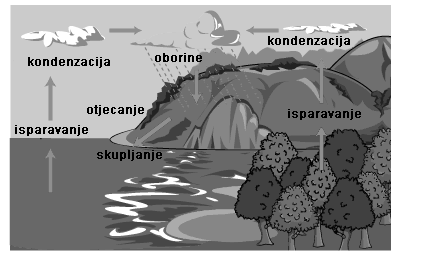 kondenzacija
oborine
kondenzacija
otjecanje
isparavanje
isparavanje
skupljanje